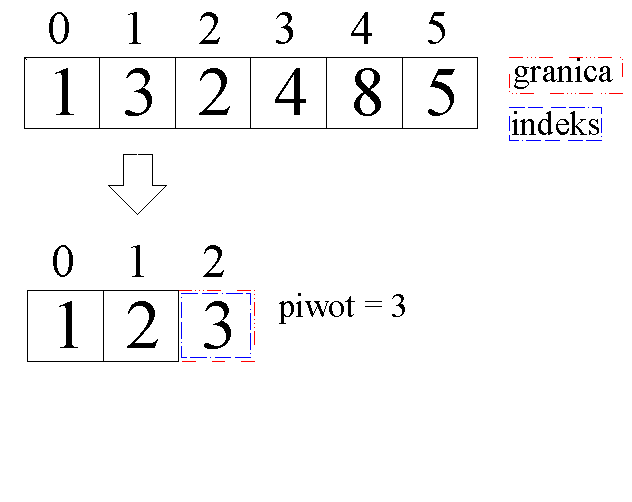 0 1 2 3 4 5
1 3 2 4 8 5
granica
indeks
0 1 2
1 2 3
piwot = 3